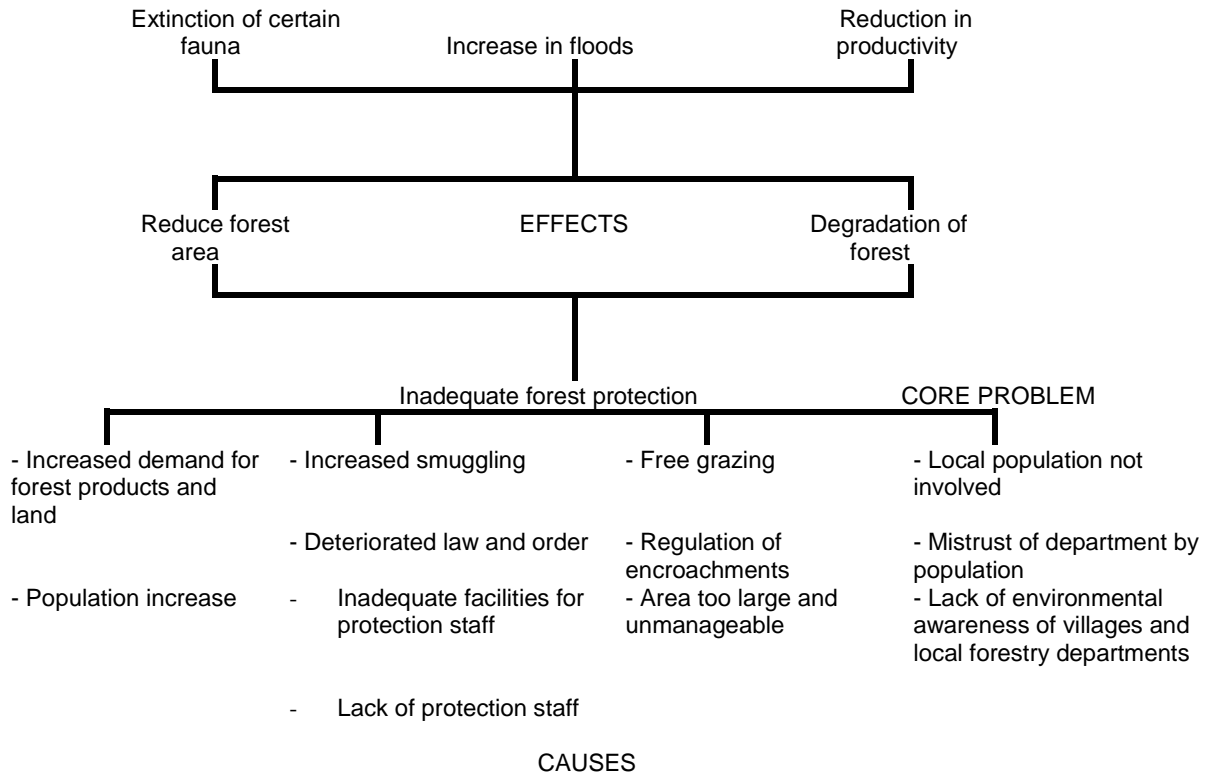 Extinction of certain
fauna
Increase in floods
Reduction in
productivity
Reduce forest
area
EFFECTS
Degradation of
forest
Inadequate forest protection
CORE PROBLEM
- Increased demand for
forest products and
land
- Increased smuggling
- Free grazing
- Local population not
involved
- Deteriorated law and order
- Regulation of
encroachments
- Mistrust of department by
population
- Population increase
- Inadequate facilities for
protection staff
- Area too large and
unmanageable
- Lack of environmental
awareness of villages and
local forestry departments
- Lack of protection staff
CAUSES